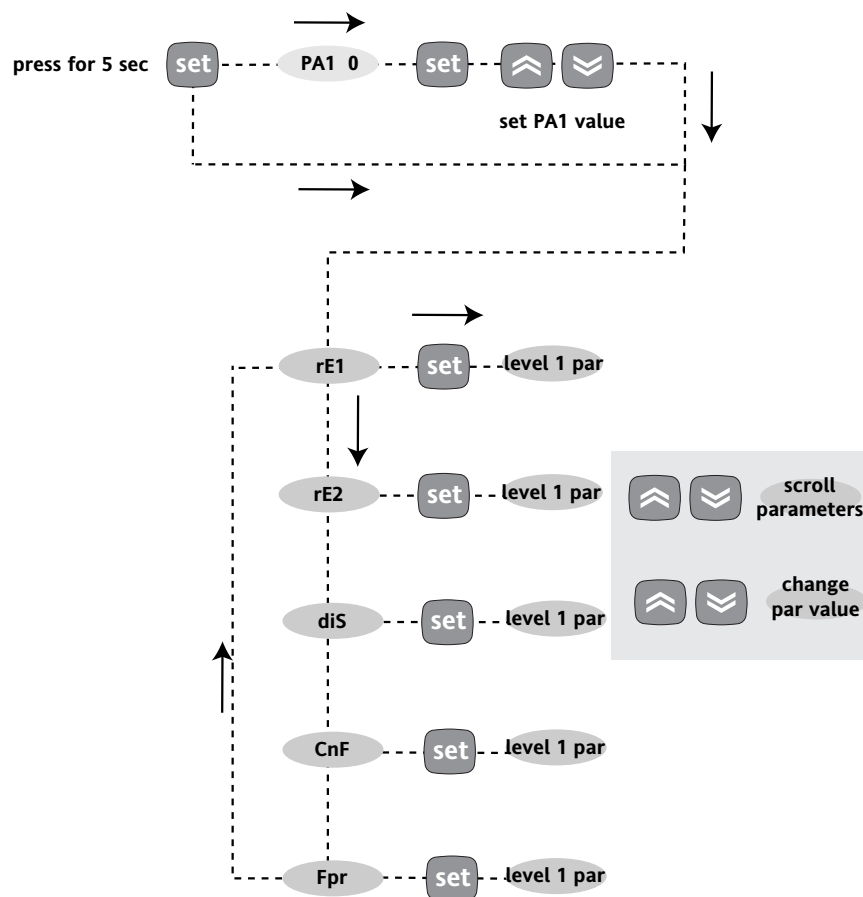 press for 5 sec set PA1 0 set
set PA1 value
rE1 set level 1 par
rE2 set level 1 par
scroll
parameters
diS set level 1 par
change
par value
CnF set level 1 par
Fpr set level 1 par